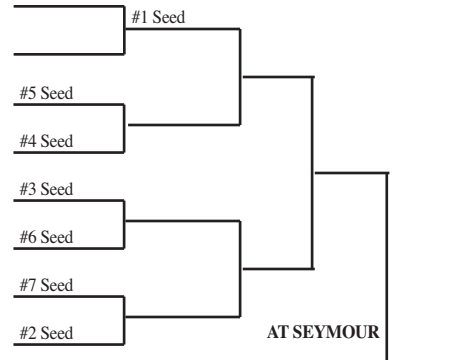 #1 Seed
#5 Seed
#4 Seed
#3 Seed
#6 Seed
#7 Seed
#2 Seed
AT SEYMOUR